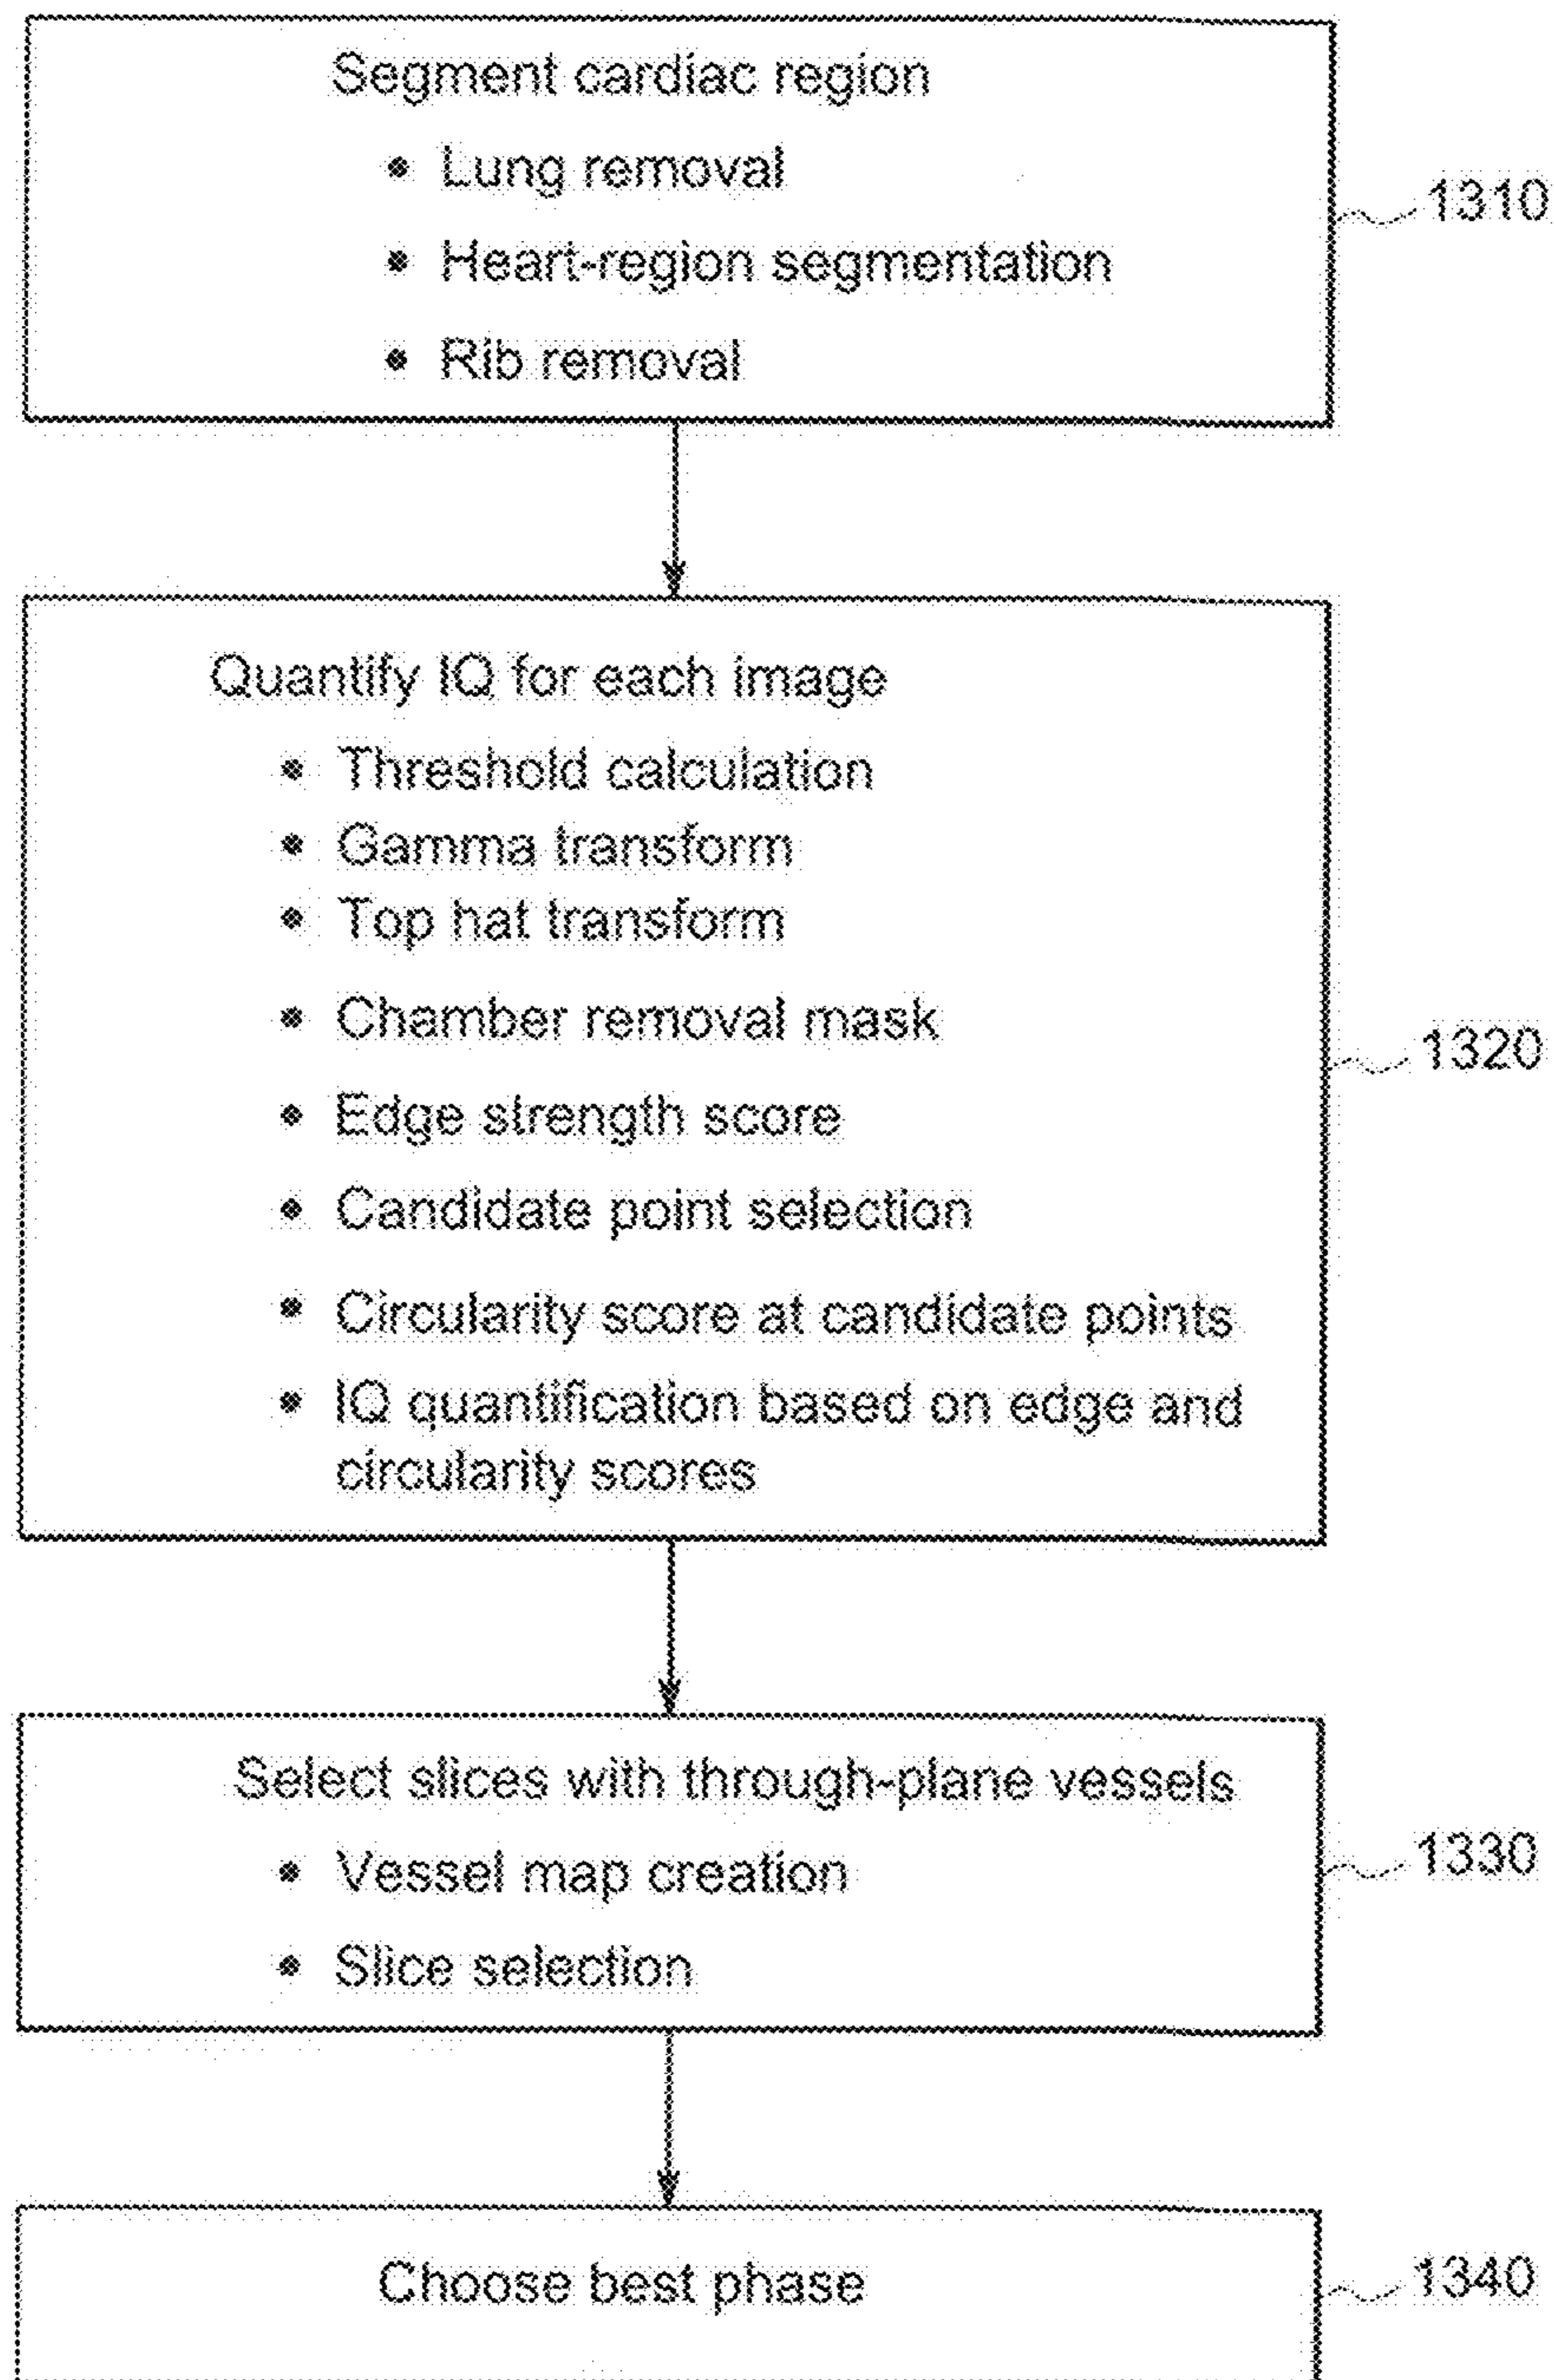 Segment cardiac region
• Lung removal
1310
• Heart-region segmentation
• Rib removal
Quantify IQ for each image
• Threshold calculation
• Gamma transform
• Top hat transform
• Chamber removal mask
1320
• Edge strength score
• Candidate point selection
• Circularity score at candidate points
• IQ quantification based on edge and
circularity scores
Select slices with through-plane vessels
1330
• Vessel map creation
• Slice selection
Choose best phase
1340